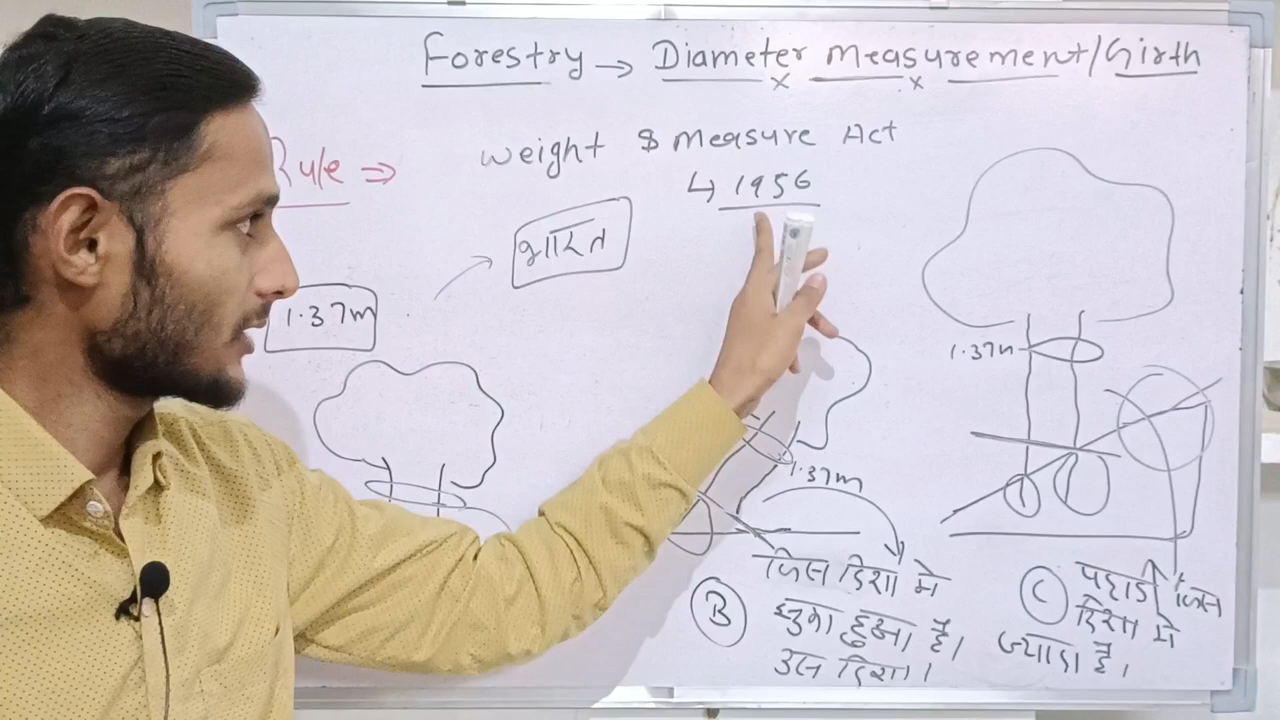 Forestry → Diameter Measurement/Girth
Rule ⇒
Weight & Measure Act
↳ 1956
भारत
1.37m
1.37m
1.37m
B
जिस दिशा मे
झुका हुआ है।
उस दिशा।
C
पहाड जिस
दिशा मे
ज्यादा है।